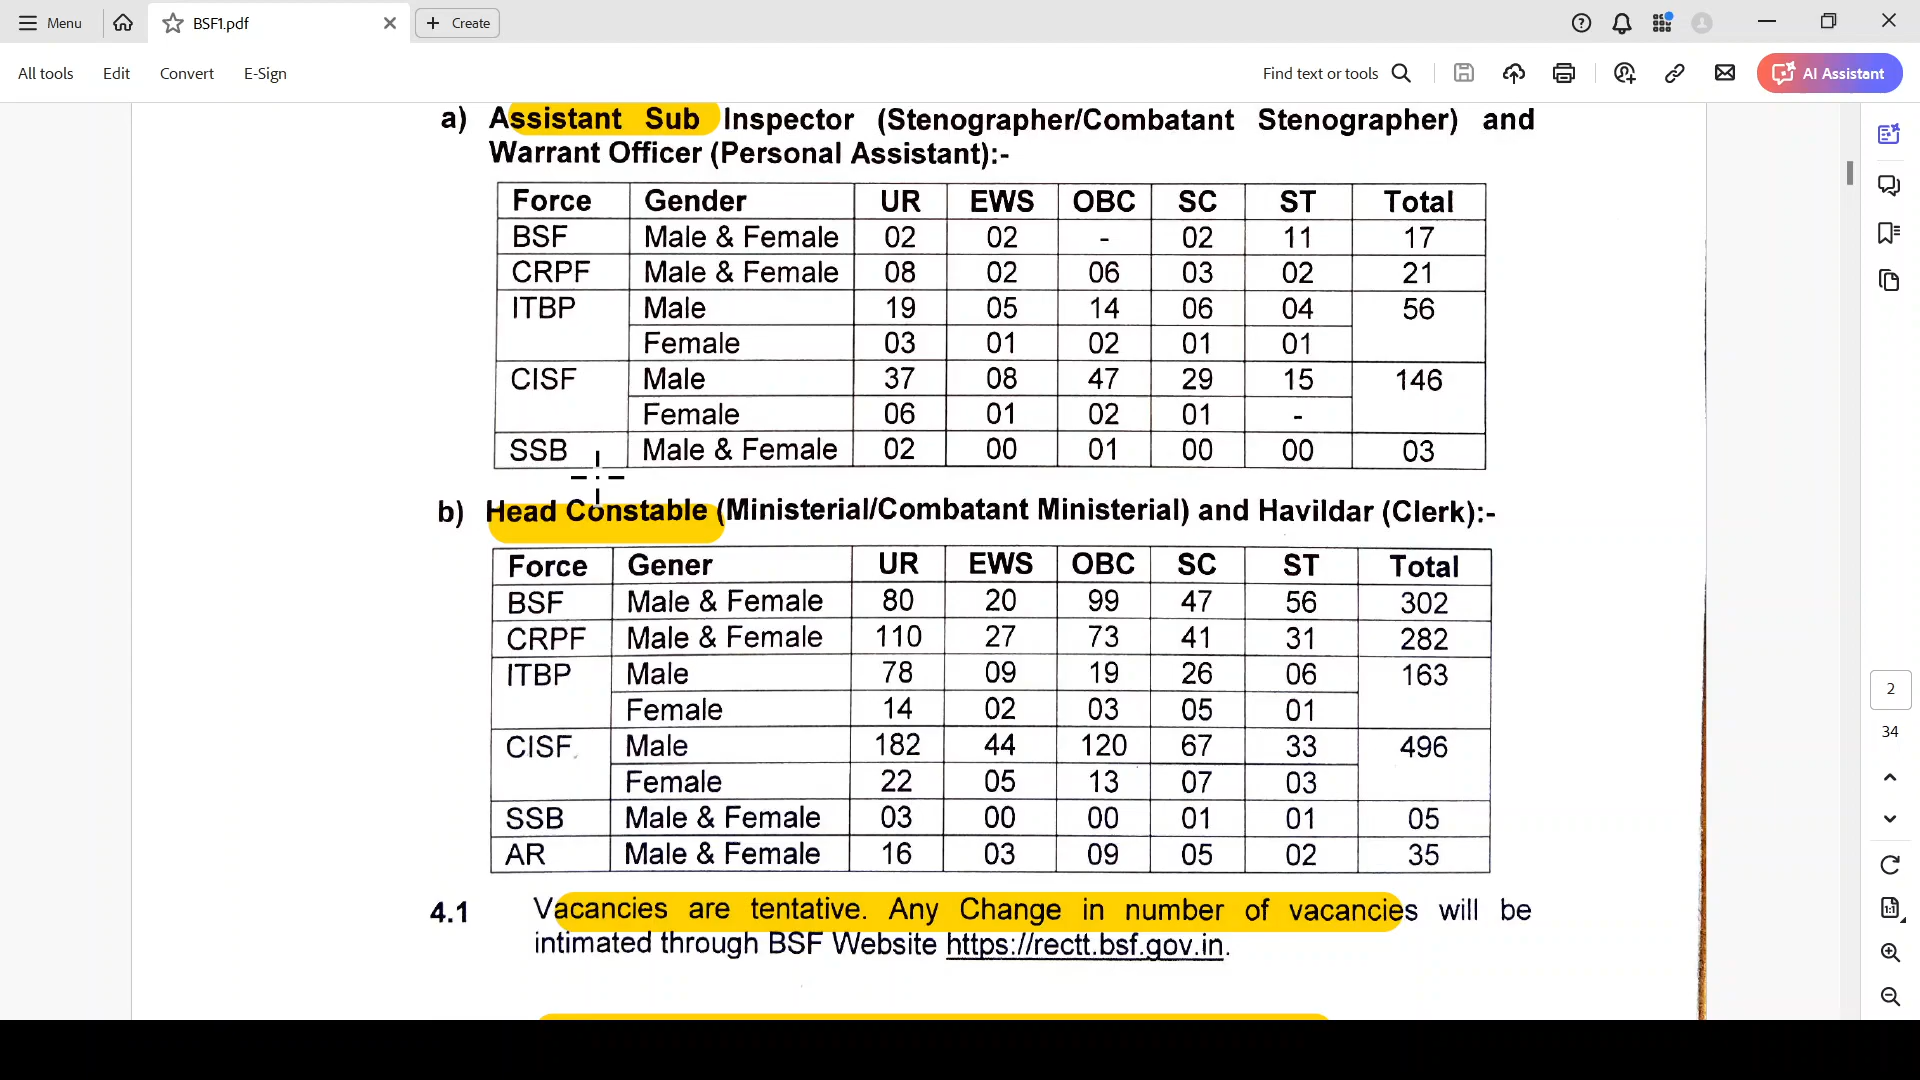 Menu
BSF1.pdf
Create
All tools Edit Convert E-Sign Find text or tools AI Assistant
a) Assistant Sub Inspector (Stenographer/Combatant Stenographer) and
Warrant Officer (Personal Assistant):-
Force Gender UR EWS OBC SC ST Total
BSF Male & Female 02 02 - 02 11 17
CRPF Male & Female 08 02 06 03 02 21
ITBP Male 19 05 14 06 04 56
Female 03 01 02 01 01
CISF Male 37 08 47 29 15 146
Female 06 01 02 01 -
SSB Male & Female 02 00 01 00 00 03
b) Head Constable (Ministerial/Combatant Ministerial) and Havildar (Clerk):-
Force Gener UR EWS OBC SC ST Total
BSF Male & Female 80 20 99 47 56 302
CRPF Male & Female 110 27 73 41 31 282
ITBP Male 78 09 19 26 06 163
Female 14 02 03 05 01
CISF Male 182 44 120 67 33 496
Female 22 05 13 07 03
SSB Male & Female 03 00 00 01 01 05
AR Male & Female 16 03 09 05 02 35
4.1 Vacancies are tentative. Any Change in number of vacancies will be
intimated through BSF Website https://rectt.bsf.gov.in.
2
34
1:1